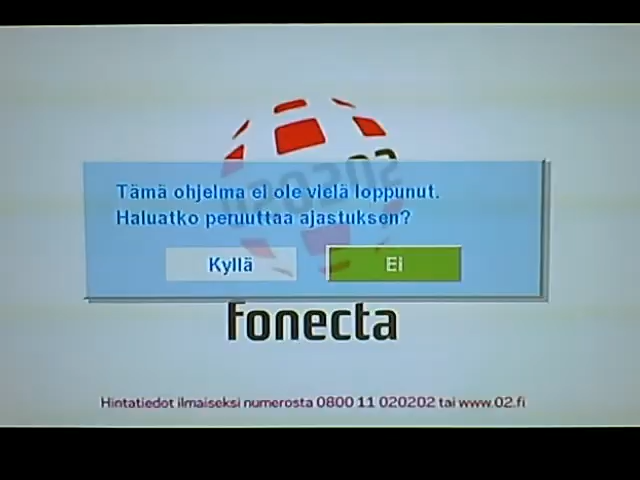 020202
Tämä ohjelma ei ole vielä loppunut.
Haluatko peruuttaa ajastuksen?
Kyllä Ei
fonecta
Hintatiedot ilmaiseksi numerosta 0800 11 020202 tai www.02.fi